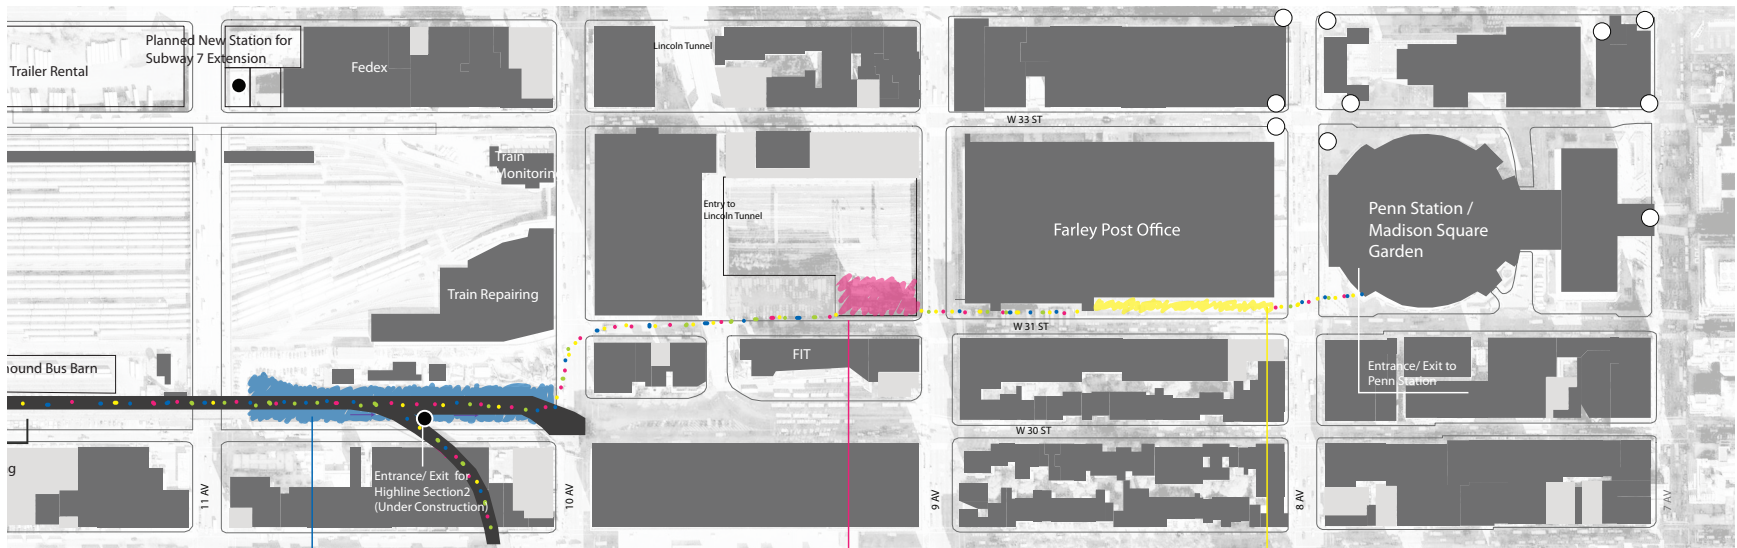 Planned New Station for
Subway 7 Extension
Trailer Rental
Fedex
Lincoln Tunnel
W 33 ST
Train
Monitorin
Entry to
Lincoln Tunnel
Farley Post Office
Penn Station /
Madison Square
Garden
Train Repairing
W 31 ST
FIT
ound Bus Barn
Entrance/ Exit to
Penn Station
W 30 ST
g
Entrance/ Exit for
Highline Section2
(Under Construction)
11 AV
10 AV
9 AV
8 AV
7 AV